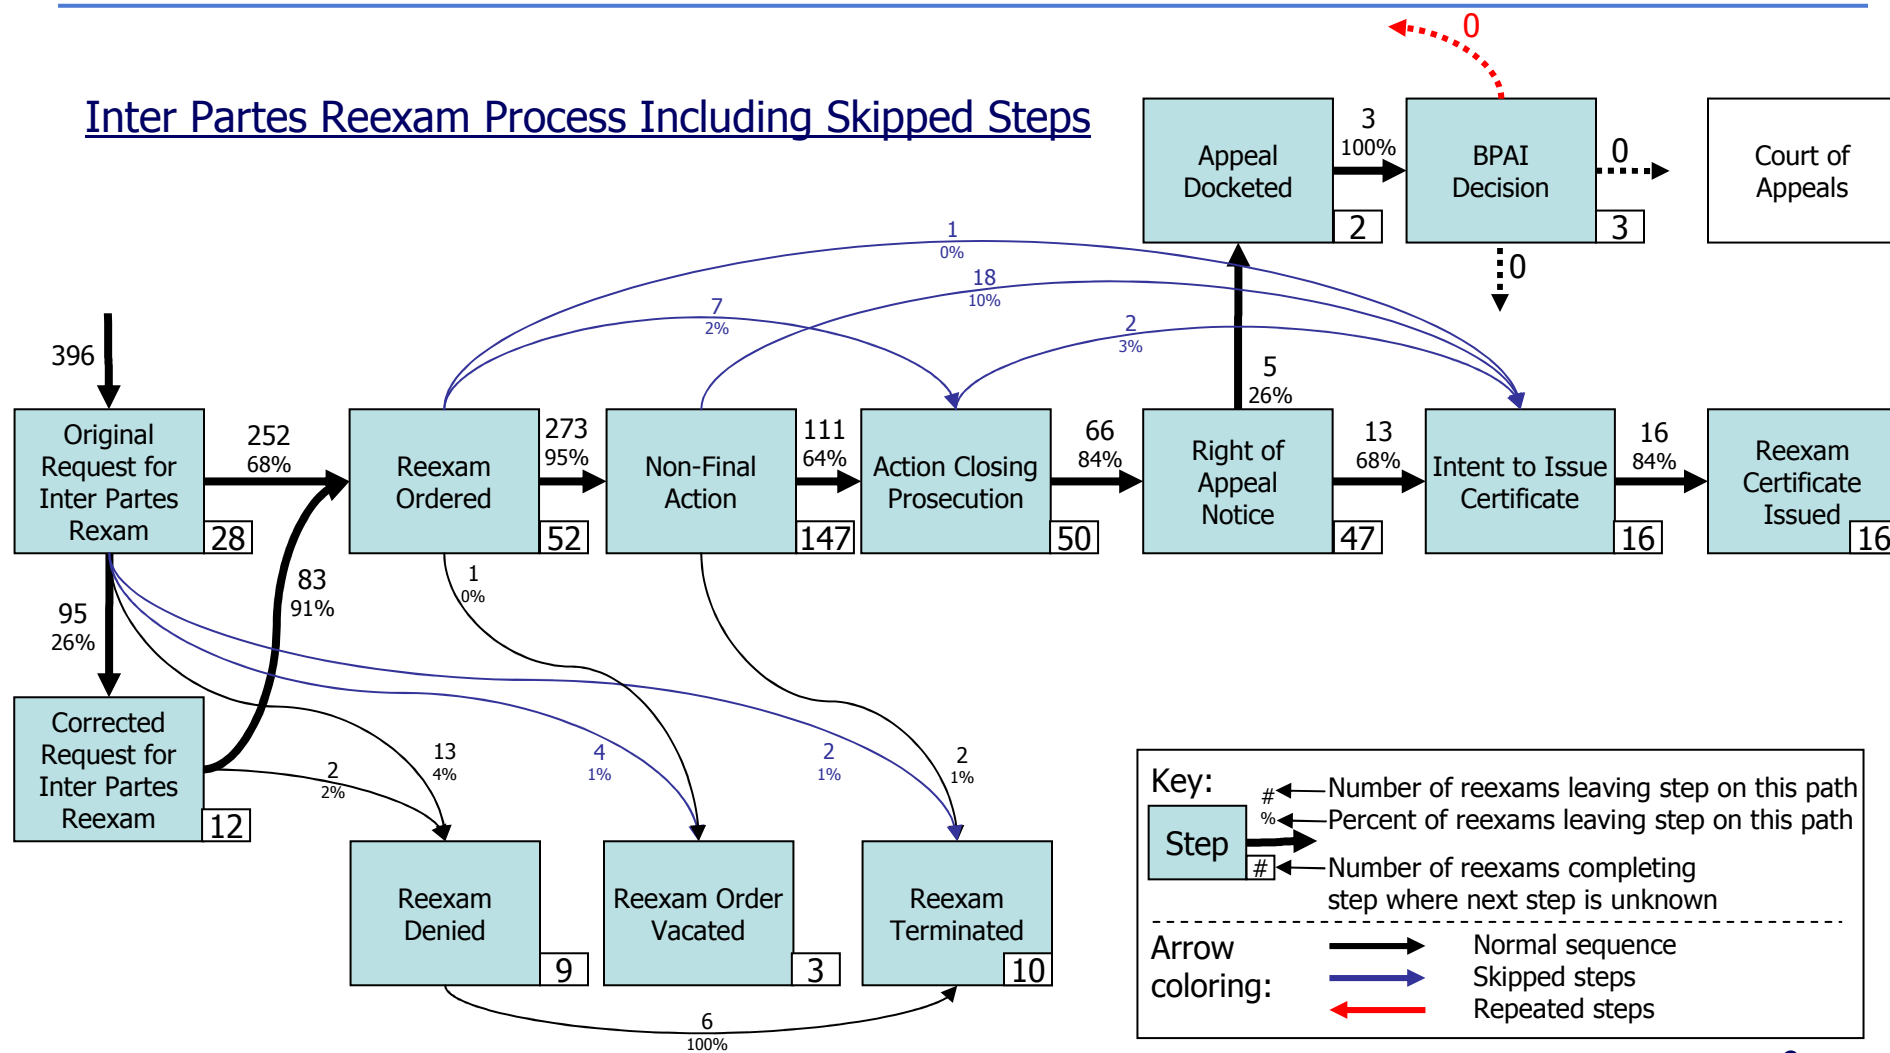 Inter Partes Reexam Process Including Skipped Steps
0
Appeal
Docketed
2
3
100%
BPAI
Decision
3
0
0
Court of
Appeals
1
0%
18
10%
7
2%
2
3%
396
Original
Request for
Inter Partes
Rexam
28
252
68%
Reexam
Ordered
52
273
95%
Non-Final
Action
147
111
64%
Action Closing
Prosecution
50
66
84%
Right of
Appeal
Notice
47
5
26%
13
68%
Intent to Issue
Certificate
16
16
84%
Reexam
Certificate
Issued
16
95
26%
83
91%
1
0%
Corrected
Request for
Inter Partes
Reexam
12
2
2%
13
4%
4
1%
2
1%
2
1%
Reexam
Denied
9
Reexam Order
Vacated
3
Reexam
Terminated
10
6
100%
Key:
#
Number of reexams leaving step on this path
%
Percent of reexams leaving step on this path
Step
#
Number of reexams completing
step where next step is unknown
Arrow
coloring:
Normal sequence
Skipped steps
Repeated steps